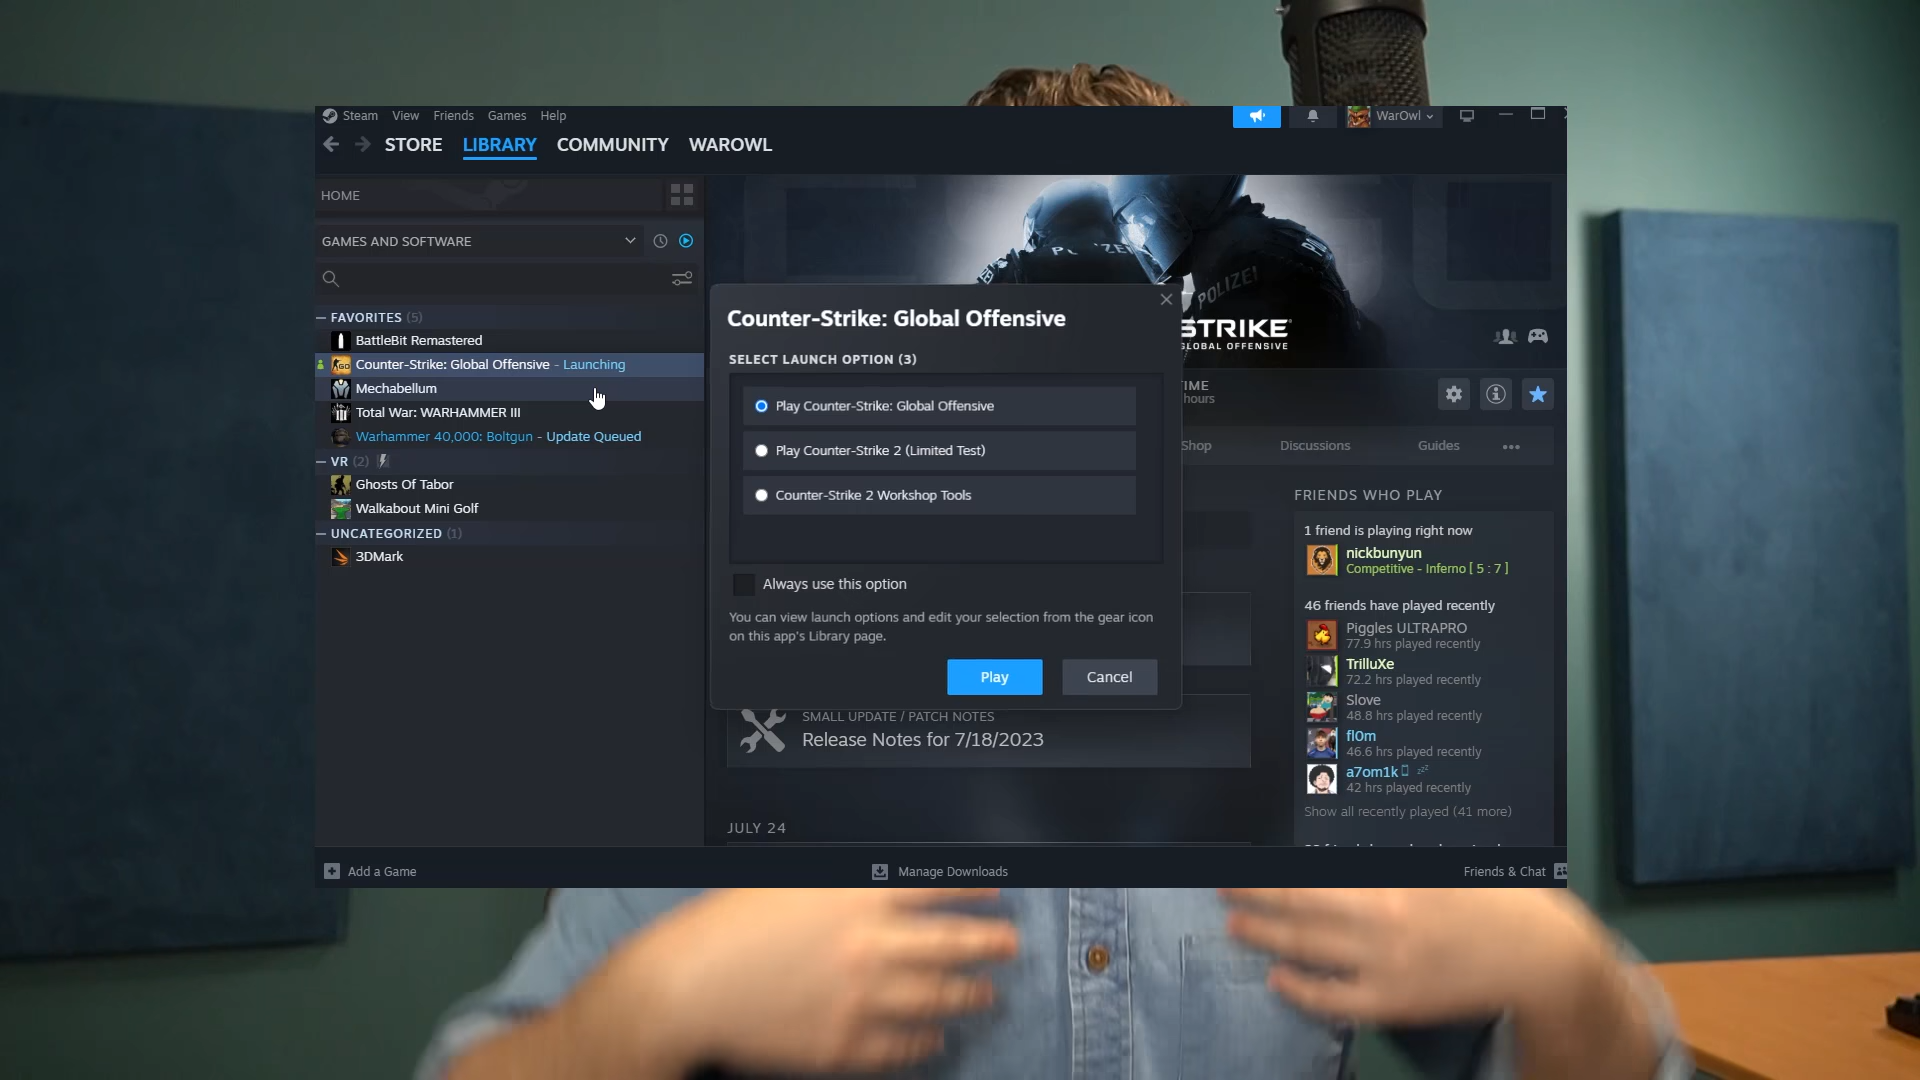 Steam View Friends Games Help
WarOwl
STORE LIBRARY COMMUNITY WAROWL
HOME
GAMES AND SOFTWARE
FAVORITES (5)
BattleBit Remastered
Counter-Strike: Global Offensive - Launching
Mechabellum
Total War: WARHAMMER III
Warhammer 40,000: Boltgun - Update Queued
VR (2)
Ghosts Of Tabor
Walkabout Mini Golf
UNCATEGORIZED (1)
3DMark
POLIZEI
STRIKE
GLOBAL OFFENSIVE
TIME
hours
Shop Discussions Guides
Counter-Strike: Global Offensive
SELECT LAUNCH OPTION (3)
Play Counter-Strike: Global Offensive
Play Counter-Strike 2 (Limited Test)
Counter-Strike 2 Workshop Tools
Always use this option
You can view launch options and edit your selection from the gear icon
on this app's Library page.
Play Cancel
SMALL UPDATE / PATCH NOTES
Release Notes for 7/18/2023
JULY 24
FRIENDS WHO PLAY
1 friend is playing right now
nickbunyun
Competitive - Inferno [ 5 : 7 ]
46 friends have played recently
Piggles ULTRAPRO
77.9 hrs played recently
TrilluXe
72.2 hrs played recently
Slove
48.8 hrs played recently
fl0m
46.6 hrs played recently
a7om1k
42 hrs played recently
Show all recently played (41 more)
Add a Game
Manage Downloads
Friends & Chat